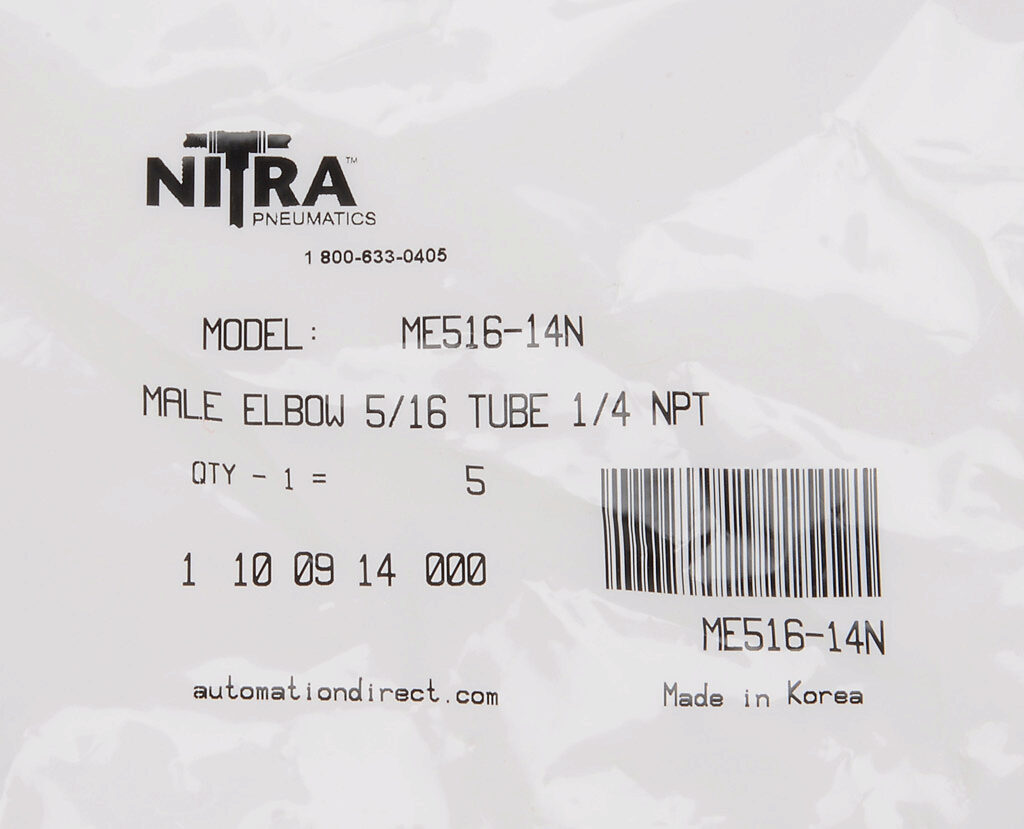 NITRA™
PNEUMATICS
1 800-633-0405
MODEL: ME516-14N
MALE ELBOW 5/16 TUBE 1/4 NPT
QTY - 1 = 5
1 10 09 14 000
ME516-14N
automationdirect.com Made in Korea